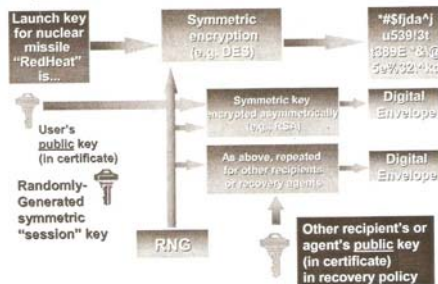 Launch key
for nuclear
missile
"RedHeat"
is...
Symmetric
encryption
(e.g. DES)
*#$fjda^j
u539!3t
t389E *&\@
5e%32\^kd
User's
public key
(in certificate)
Symmetric key
encrypted asymmetrically
(e.g., RSA)
Digital
Envelope
As above, repeated
for other recipients
or recovery agents
Digital
Envelope
Randomly-
Generated
symmetric
"session" key
RNG
Other recipient's or
agent's public key
(in certificate)
in recovery policy